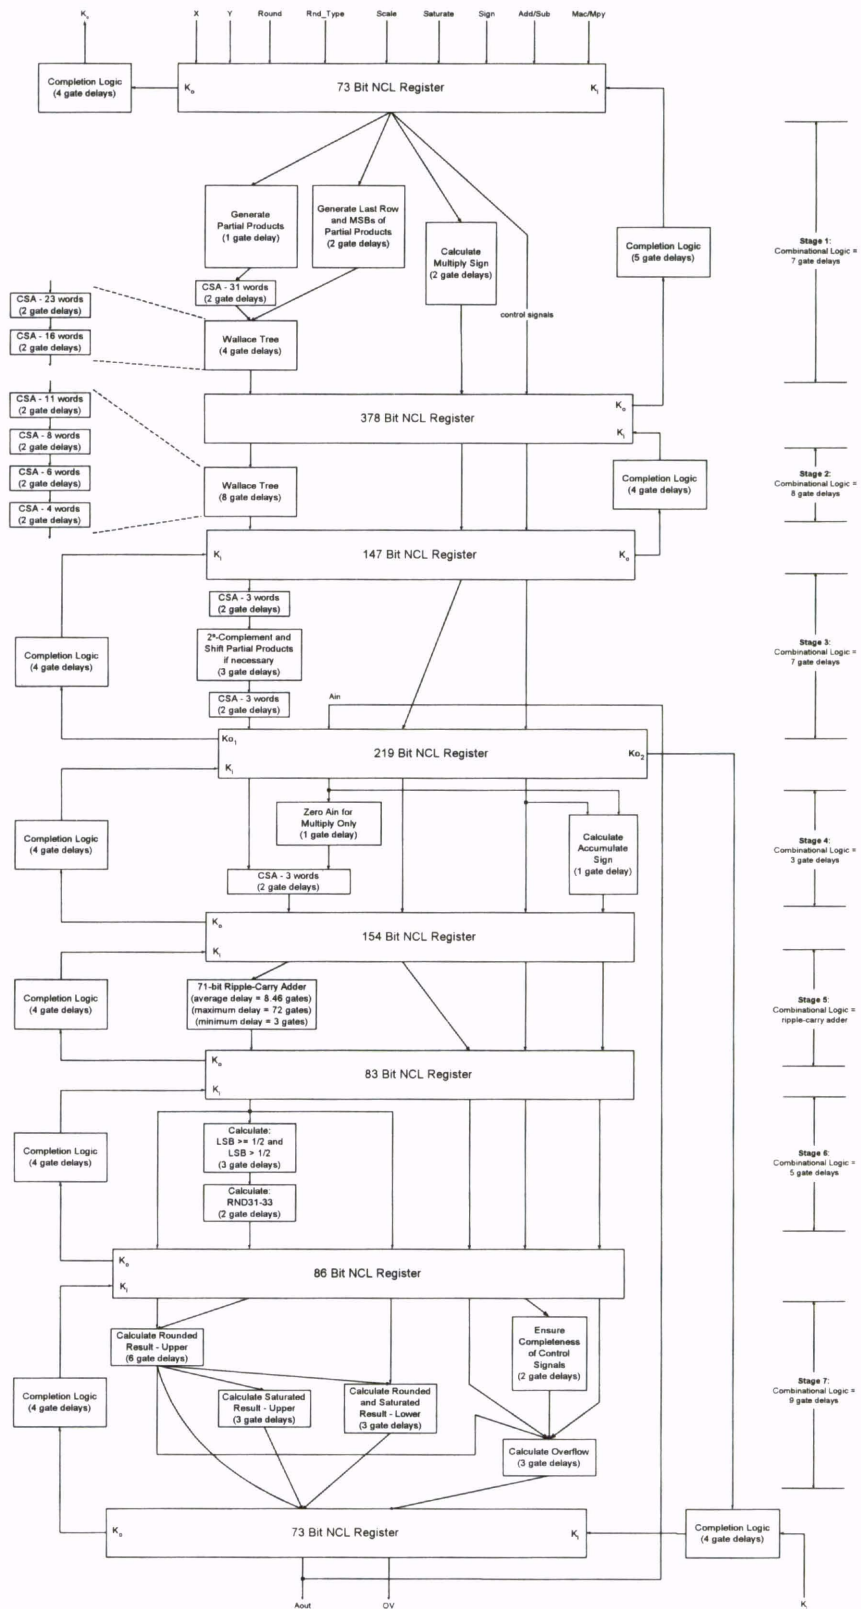 Ko
X
Y
Round
Rnd_Type
Scale
Saturate
Sign
Add/Sub
Mac/Mpy
Completion Logic
(4 gate delays)
Ko
73 Bit NCL Register
Ki
Generate
Partial Products
(1 gate delay)
Generate Last Row
and MSBs of
Partial Products
(2 gate delays)
Calculate
Multiply Sign
(2 gate delays)
Completion Logic
(5 gate delays)
Stage 1:
Combinational Logic =
7 gate delays
CSA - 23 words
(2 gate delays)
CSA - 31 words
(2 gate delays)
control signals
CSA - 16 words
(2 gate delays)
Wallace Tree
(4 gate delays)
CSA - 11 words
(2 gate delays)
378 Bit NCL Register
Ko
Ki
CSA - 8 words
(2 gate delays)
CSA - 6 words
(2 gate delays)
CSA - 4 words
(2 gate delays)
Wallace Tree
(8 gate delays)
Completion Logic
(4 gate delays)
Stage 2:
Combinational Logic =
8 gate delays
Ki
147 Bit NCL Register
Ko
CSA - 3 words
(2 gate delays)
2's-Complement and
Shift Partial Products
if necessary
(3 gate delays)
CSA - 3 words
(2 gate delays)
Completion Logic
(4 gate delays)
Stage 3:
Combinational Logic =
7 gate delays
Ain
Ko1
219 Bit NCL Register
Ko2
Ki
Completion Logic
(4 gate delays)
Zero Ain for
Multiply Only
(1 gate delay)
Calculate
Accumulate
Sign
(1 gate delay)
CSA - 3 words
(2 gate delays)
Stage 4:
Combinational Logic =
3 gate delays
Ko
154 Bit NCL Register
Ki
Completion Logic
(4 gate delays)
71-bit Ripple-Carry Adder
(average delay = 8.46 gates)
(maximum delay = 72 gates)
(minimum delay = 3 gates)
Stage 5:
Combinational Logic =
ripple-carry adder
Ko
83 Bit NCL Register
Ki
Completion Logic
(4 gate delays)
Calculate:
LSB >= 1/2 and
LSB > 1/2
(3 gate delays)
Calculate:
RND31-33
(2 gate delays)
Stage 6:
Combinational Logic =
5 gate delays
Ko
86 Bit NCL Register
Ki
Calculate Rounded
Result - Upper
(6 gate delays)
Ensure
Completeness
of Control
Signals
(2 gate delays)
Completion Logic
(4 gate delays)
Calculate Saturated
Result - Upper
(3 gate delays)
Calculate Rounded
and Saturated
Result - Lower
(3 gate delays)
Calculate Overflow
(3 gate delays)
Stage 7:
Combinational Logic =
9 gate delays
Ko
73 Bit NCL Register
Ki
Completion Logic
(4 gate delays)
Aout
OV
Ki